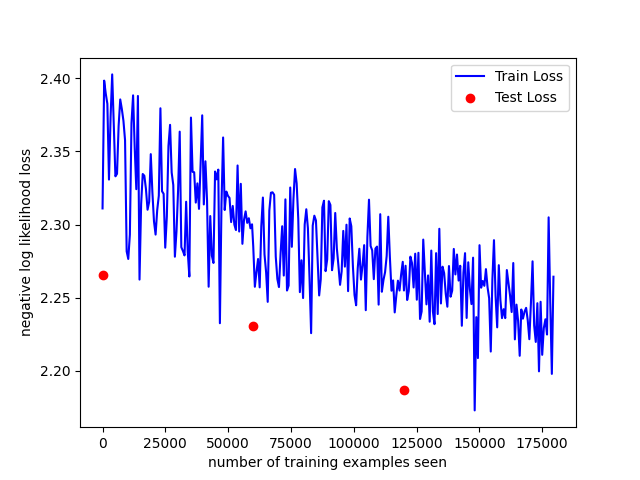 2.40
2.35
2.30
2.25
2.20
negative log likelihood loss
Train Loss
Test Loss
0 25000 50000 75000 100000 125000 150000 175000
number of training examples seen